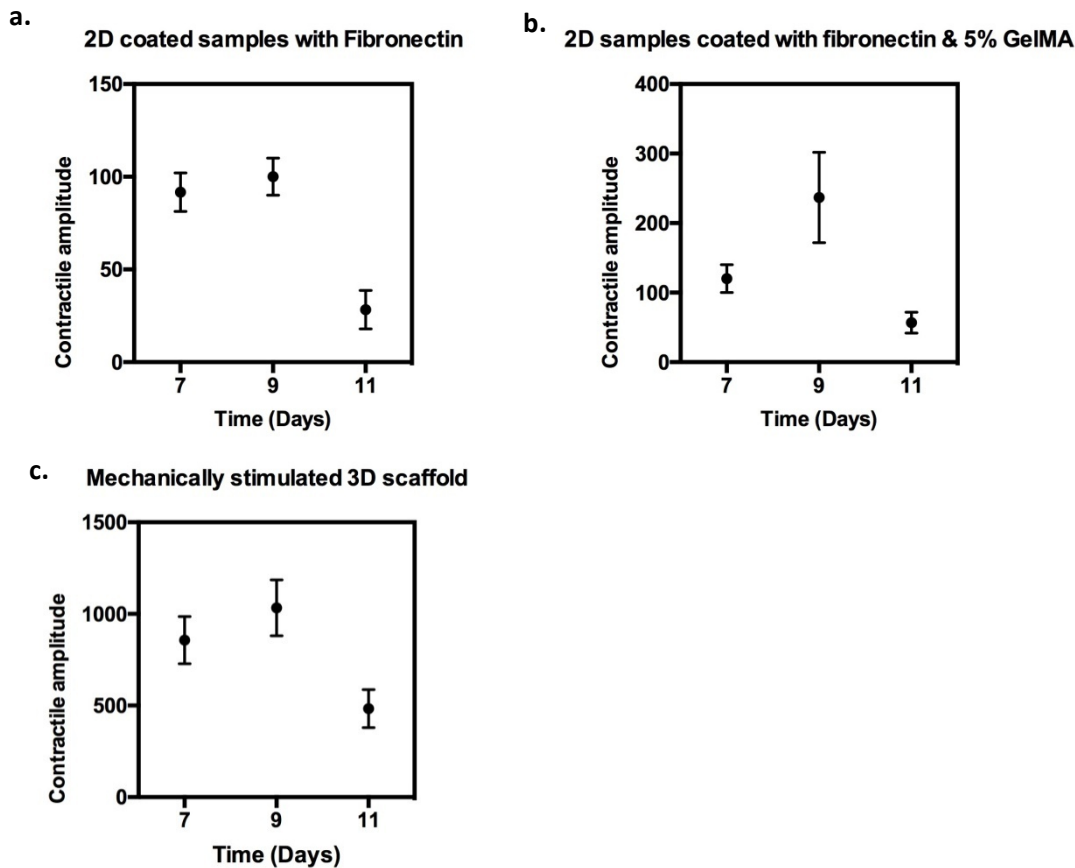 a.
2D coated samples with Fibronectin
150
100
50
0
Contractile amplitude
7 9 11
Time (Days)
b.
2D samples coated with fibronectin & 5% GelMA
400
300
200
100
0
Contractile amplitude
7 9 11
Time (Days)
c.
Mechanically stimulated 3D scaffold
1500
1000
500
0
Contractile amplitude
7 9 11
Time (Days)